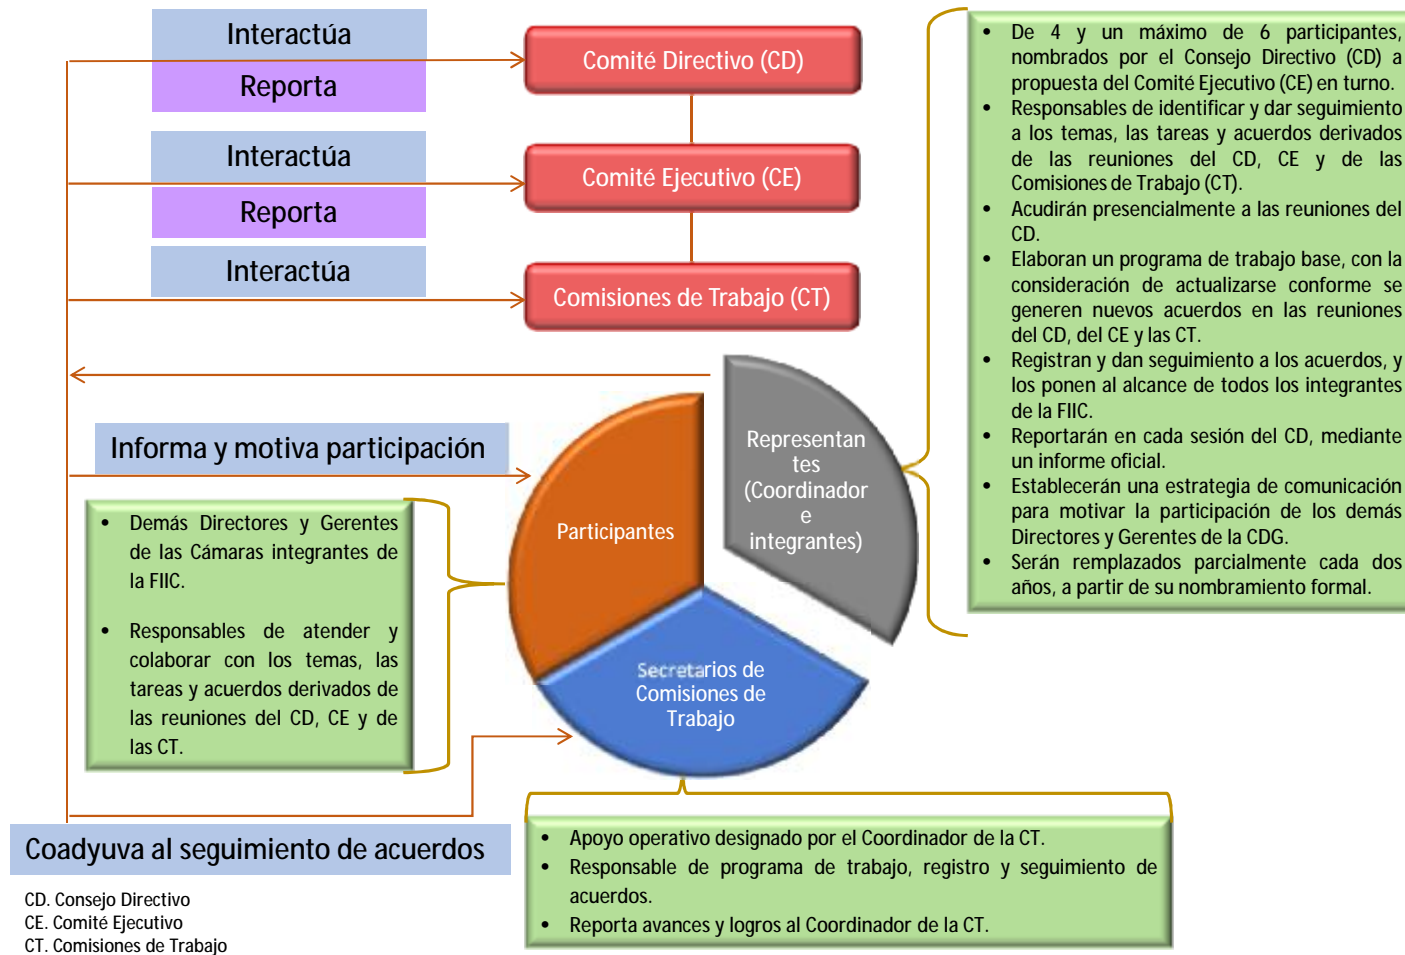 Interactúa
Reporta
Interactúa
Reporta
Interactúa
Comité Directivo (CD)
Comité Ejecutivo (CE)
Comisiones de Trabajo (CT)
• De 4 y un máximo de 6 participantes,
nombrados por el Consejo Directivo (CD) a
propuesta del Comité Ejecutivo (CE) en turno.
• Responsables de identificar y dar seguimiento
a los temas, las tareas y acuerdos derivados
de las reuniones del CD, CE y de las
Comisiones de Trabajo (CT).
• Acudirán presencialmente a las reuniones del
CD.
• Elaboran un programa de trabajo base, con la
consideración de actualizarse conforme se
generen nuevos acuerdos en las reuniones
del CD, del CE y las CT.
• Registran y dan seguimiento a los acuerdos, y
los ponen al alcance de todos los integrantes
de la FIIC.
• Reportarán en cada sesión del CD, mediante
un informe oficial.
• Establecerán una estrategia de comunicación
para motivar la participación de los demás
Directores y Gerentes de la CDG.
• Serán remplazados parcialmente cada dos
años, a partir de su nombramiento formal.
Informa y motiva participación
Representan
tes
(Coordinador
e
integrantes)
Participantes
Secretarios de
Comisiones de
Trabajo
• Demás Directores y Gerentes
de las Cámaras integrantes de
la FIIC.
• Responsables de atender y
colaborar con los temas, las
tareas y acuerdos derivados de
las reuniones del CD, CE y de
las CT.
Coadyuva al seguimiento de acuerdos
• Apoyo operativo designado por el Coordinador de la CT.
• Responsable de programa de trabajo, registro y seguimiento de
acuerdos.
• Reporta avances y logros al Coordinador de la CT.
CD. Consejo Directivo
CE. Comité Ejecutivo
CT. Comisiones de Trabajo